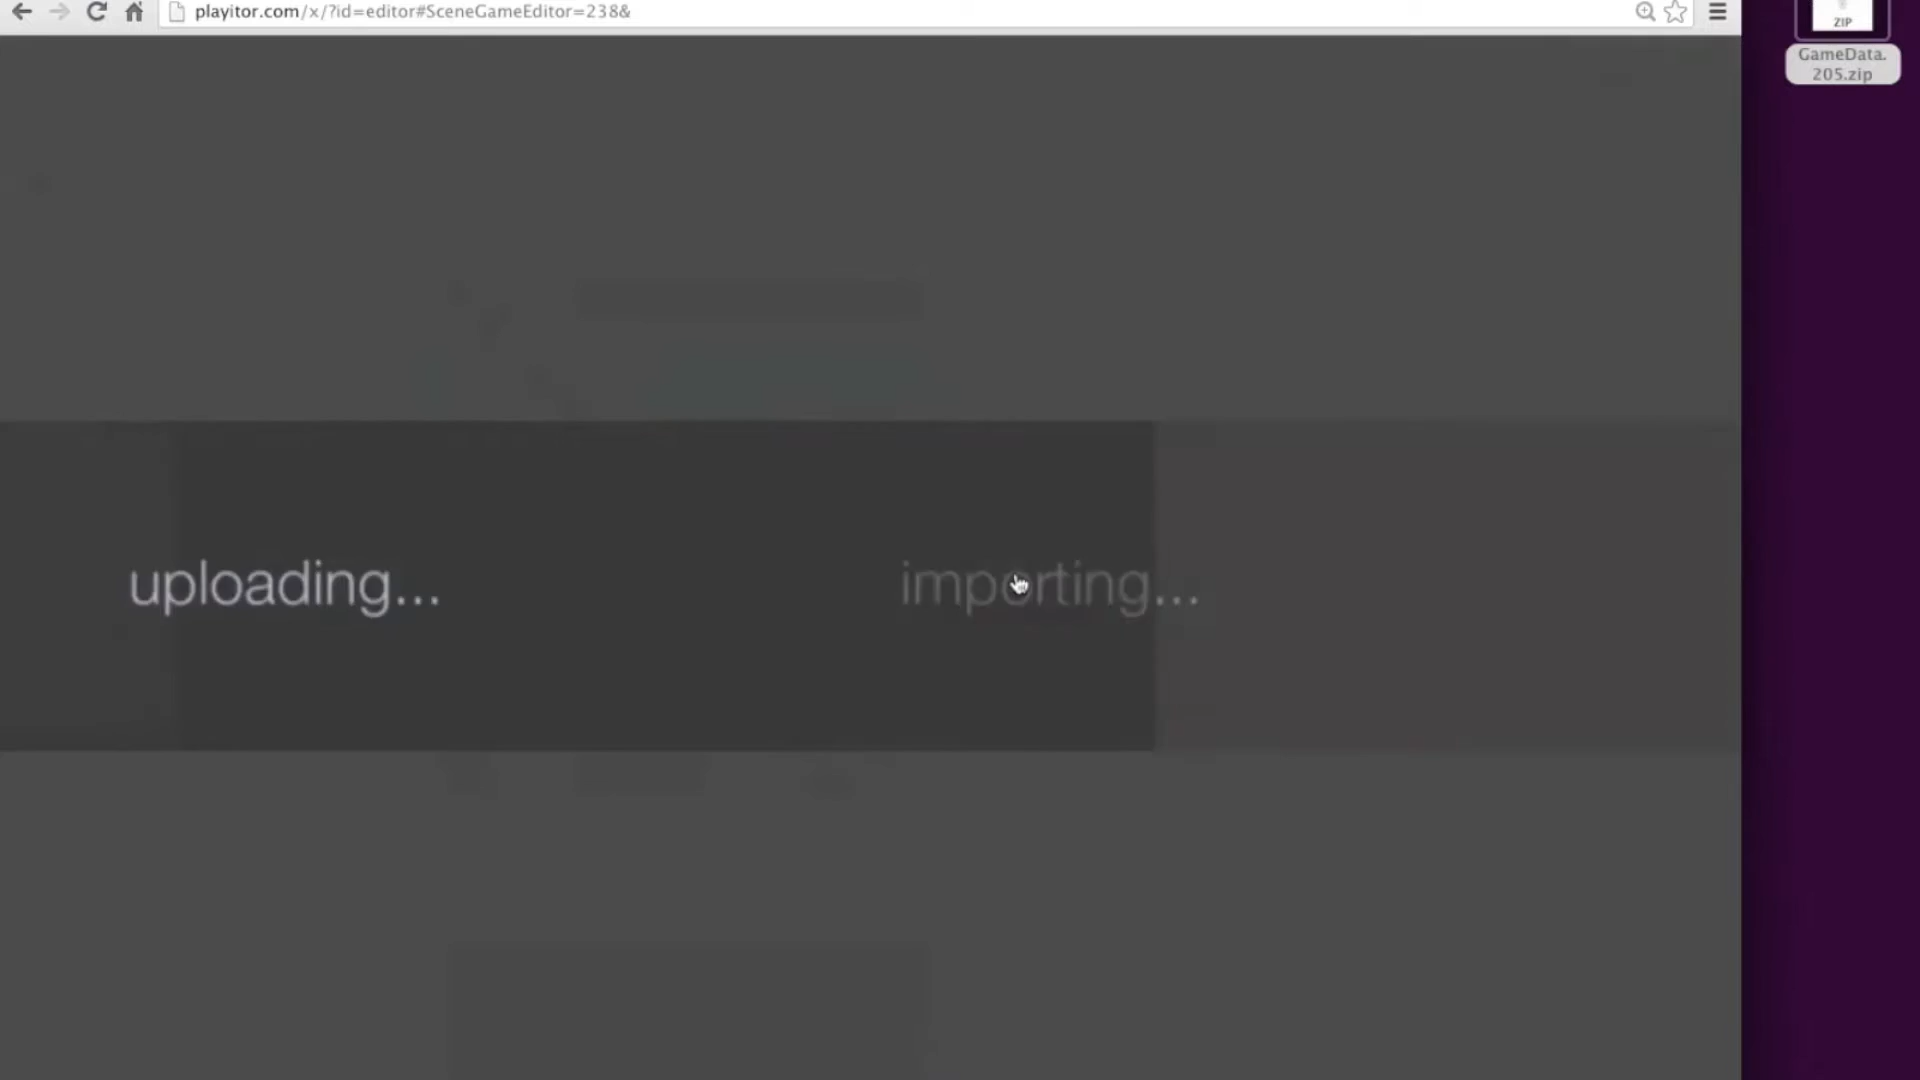 playitor.com/x/?id=editor#SceneGameEditor=238&
ZIP
GameData.
205.zip
uploading...
importing...